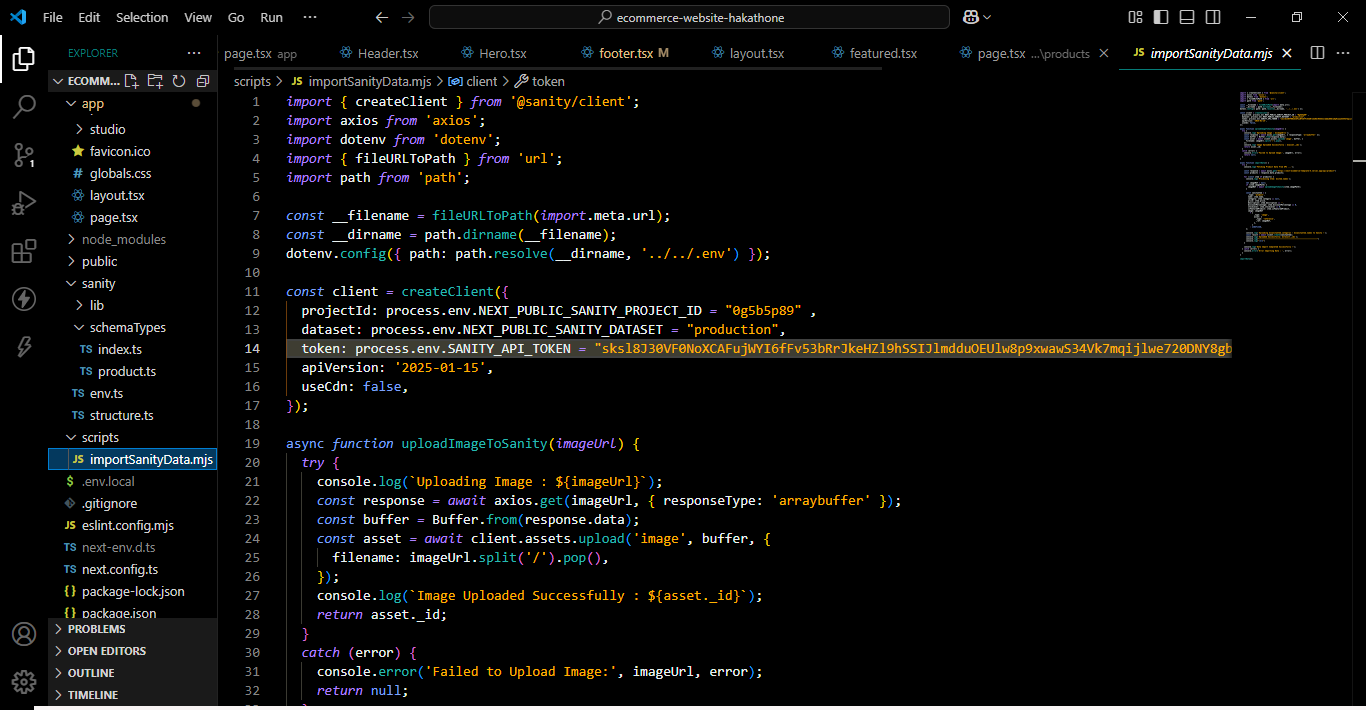 File Edit Selection View Go Run ···
ecommerce-website-hakathone
EXPLORER ···
page.tsx app
Header.tsx
Hero.tsx
footer.tsx M
layout.tsx
featured.tsx
page.tsx ...\products
JS importSanityData.mjs
ECOMM...
scripts > JS importSanityData.mjs > client > token
app
studio
favicon.ico
# globals.css
layout.tsx
page.tsx
node_modules
public
sanity
lib
schemaTypes
TS index.ts
TS product.ts
TS env.ts
TS structure.ts
scripts
JS importSanityData.mjs
$ .env.local
.gitignore
JS eslint.config.mjs
TS next-env.d.ts
TS next.config.ts
{} package-lock.json
{} package.json
PROBLEMS
OPEN EDITORS
OUTLINE
TIMELINE
1
1 import { createClient } from '@sanity/client';
2 import axios from 'axios';
3 import dotenv from 'dotenv';
4 import { fileURLToPath } from 'url';
5 import path from 'path';
6
7 const __filename = fileURLToPath(import.meta.url);
8 const __dirname = path.dirname(__filename);
9 dotenv.config({ path: path.resolve(__dirname, '../../.env') });
10
11 const client = createClient({
12 projectId: process.env.NEXT_PUBLIC_SANITY_PROJECT_ID = "0g5b5p89" ,
13 dataset: process.env.NEXT_PUBLIC_SANITY_DATASET = "production",
14 token: process.env.SANITY_API_TOKEN = "sksl8J30VF0NoXCAFujWYI6fFv53bRrJkeHZl9hSSIJlmdduOEUlw8p9xwawS34Vk7mqijlwe720DNY8gb
15 apiVersion: '2025-01-15',
16 useCdn: false,
17 });
18
19 async function uploadImageToSanity(imageUrl) {
20 try {
21 console.log(`Uploading Image : ${imageUrl}`);
22 const response = await axios.get(imageUrl, { responseType: 'arraybuffer' });
23 const buffer = Buffer.from(response.data);
24 const asset = await client.assets.upload('image', buffer, {
25 filename: imageUrl.split('/').pop(),
26 });
27 console.log(`Image Uploaded Successfully : ${asset._id}`);
28 return asset._id;
29 }
30 catch (error) {
31 console.error('Failed to Upload Image:', imageUrl, error);
32 return null;